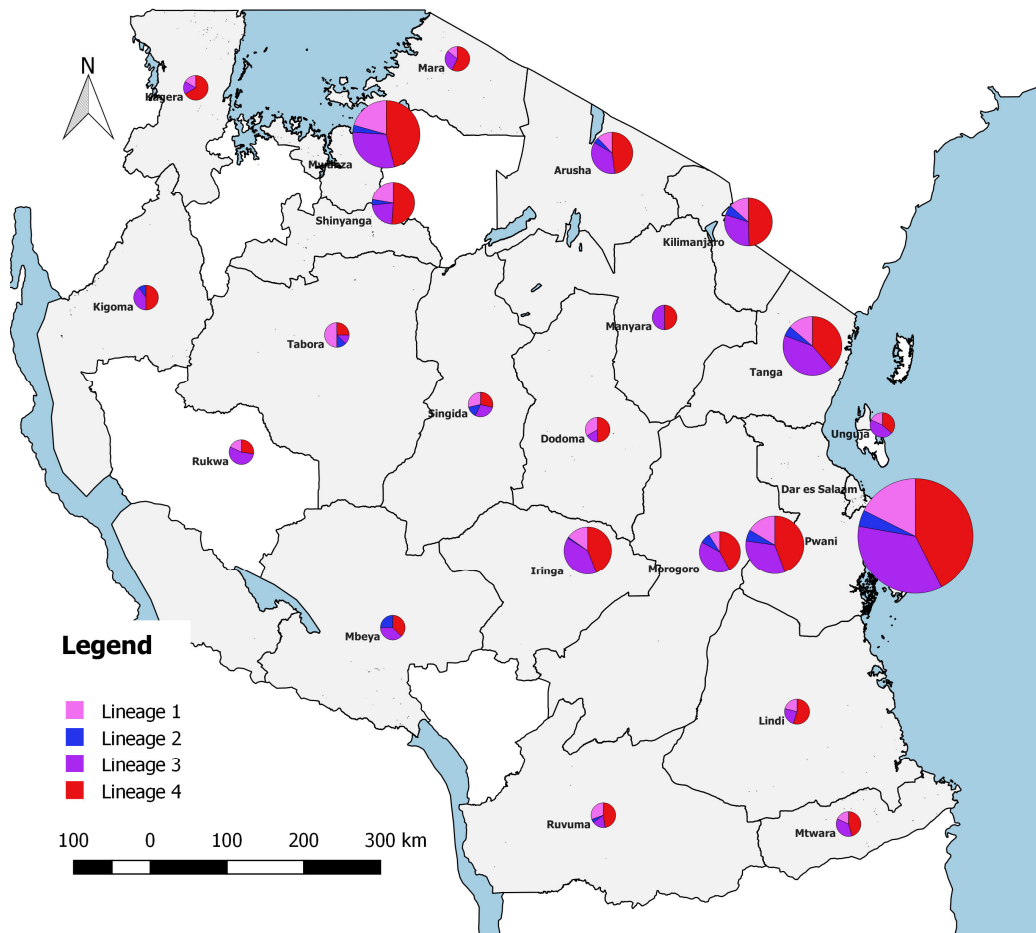 N
Mara
Kagera
Mwanza
Arusha
Shinyanga
Kilimanjaro
Kigoma
Manyara
Tabora
Tanga
Singida
Unguja
Dodoma
Rukwa
Dar es Salaam
Pwani
Iringa
Morogoro
Mbeya
Legend
Lineage 1
Lineage 2
Lineage 3
Lineage 4
Lindi
Ruvuma
Mtwara
100 0 100 200 300 km